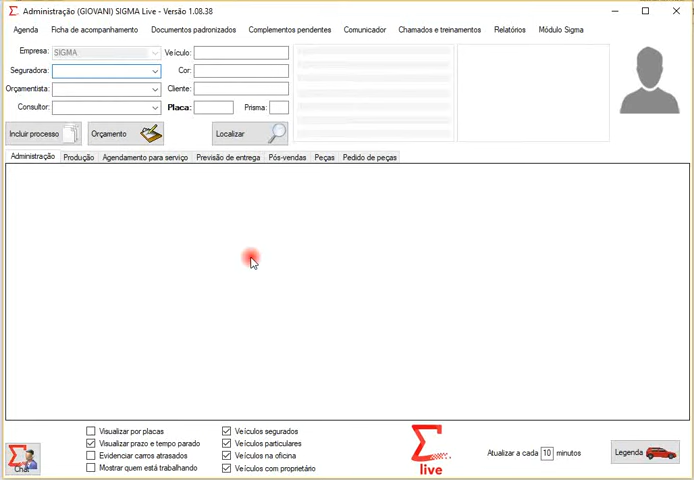 Administração (GIOVANI) SIGMA Live - Versão 1.08.38
Agenda Ficha de acompanhamento Documentos padronizados Complementos pendentes Comunicador Chamados e treinamentos Relatórios Módulo Sigma
Empresa: SIGMA Veículo:
Seguradora: Cor:
Orçamentista: Cliente:
Consultor: Placa: Prisma:
Incluir processo Orçamento Localizar
Administração Produção Agendamento para serviço Previsão de entrega Pós-vendas Peças Pedido de peças
Visualizar por placas Veículos segurados
Visualizar prazo e tempo parado Veículos particulares
Evidenciar carros atrasados Veículos na oficina
Mostrar quem está trabalhando Veículos com proprietário
Chat
live
Atualizar a cada 10 minutos
Legenda